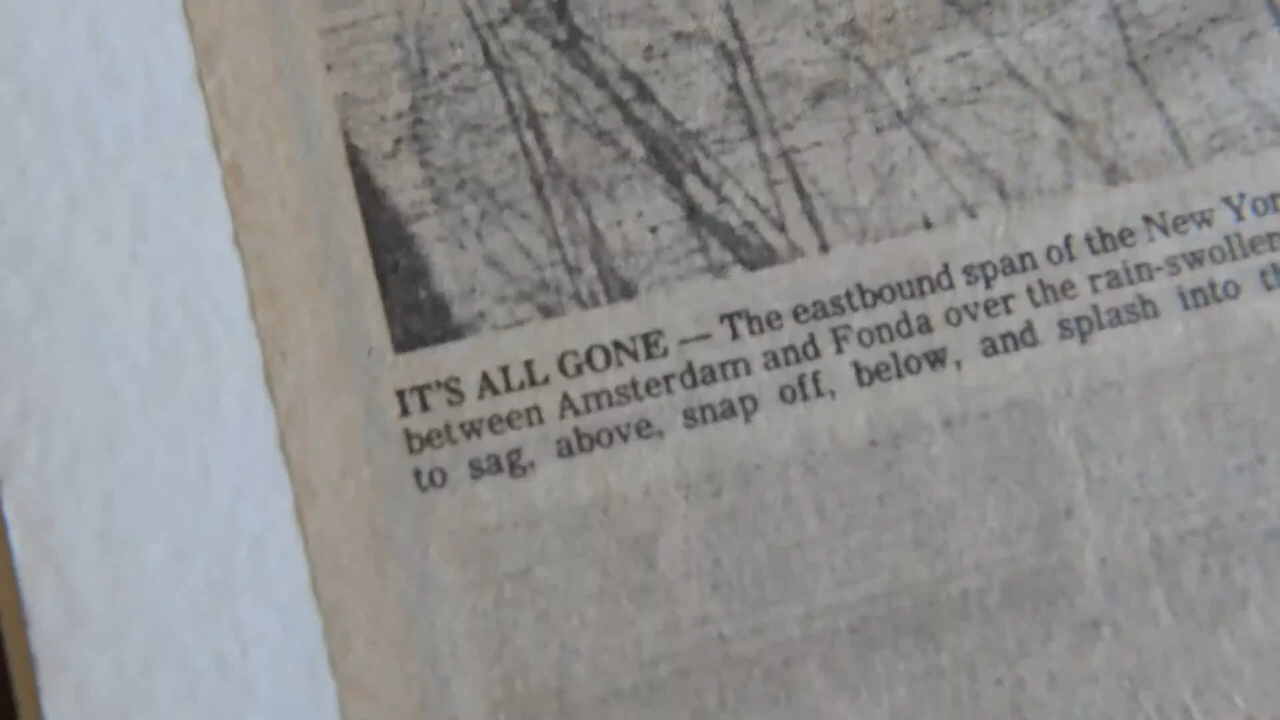 IT'S ALL GONE — The eastbound span of the New Yor
between Amsterdam and Fonda over the rain-swollen
to sag, above, snap off, below, and splash into th